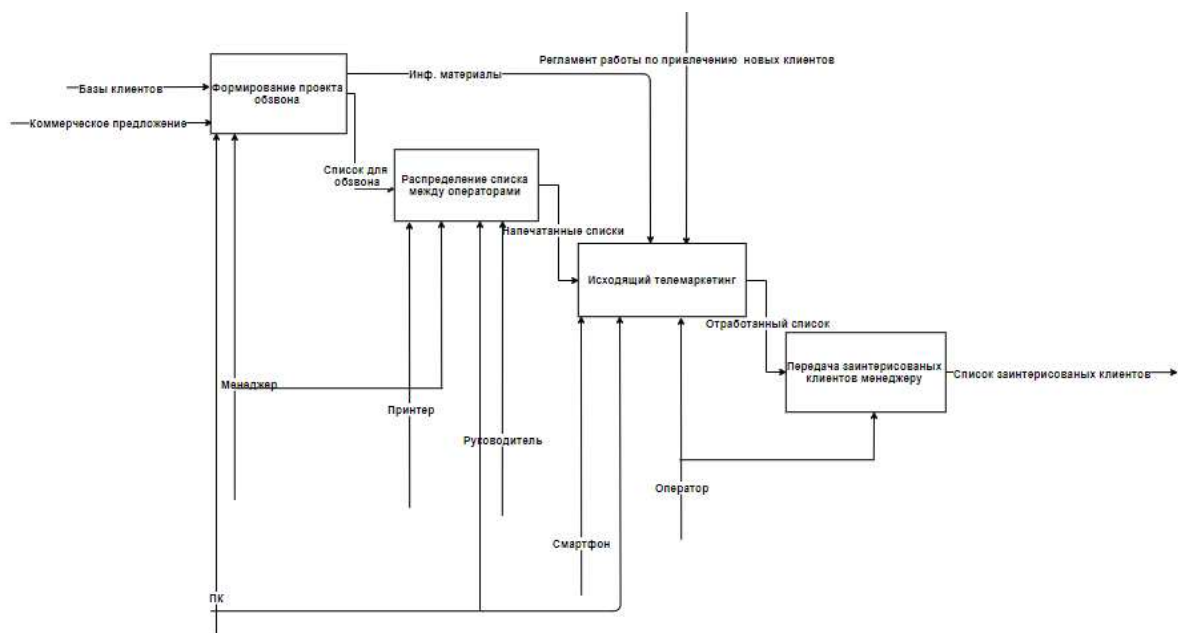 Регламент работы по привлечению новых клиентов
Инф. материалы
Базы клиентов
Формирование проекта
обзвона
Коммерческое предложение
Список для
обзвона
Распределение списка
между операторами
Напечатанные списки
Исходящий телемаркетинг
Отработанный список
Передача заинтерисованых
клиентов менеджеру
Список заинтерисованых клиентов
Менеджер
Принтер
Руководитель
Оператор
Смартфон
ПК